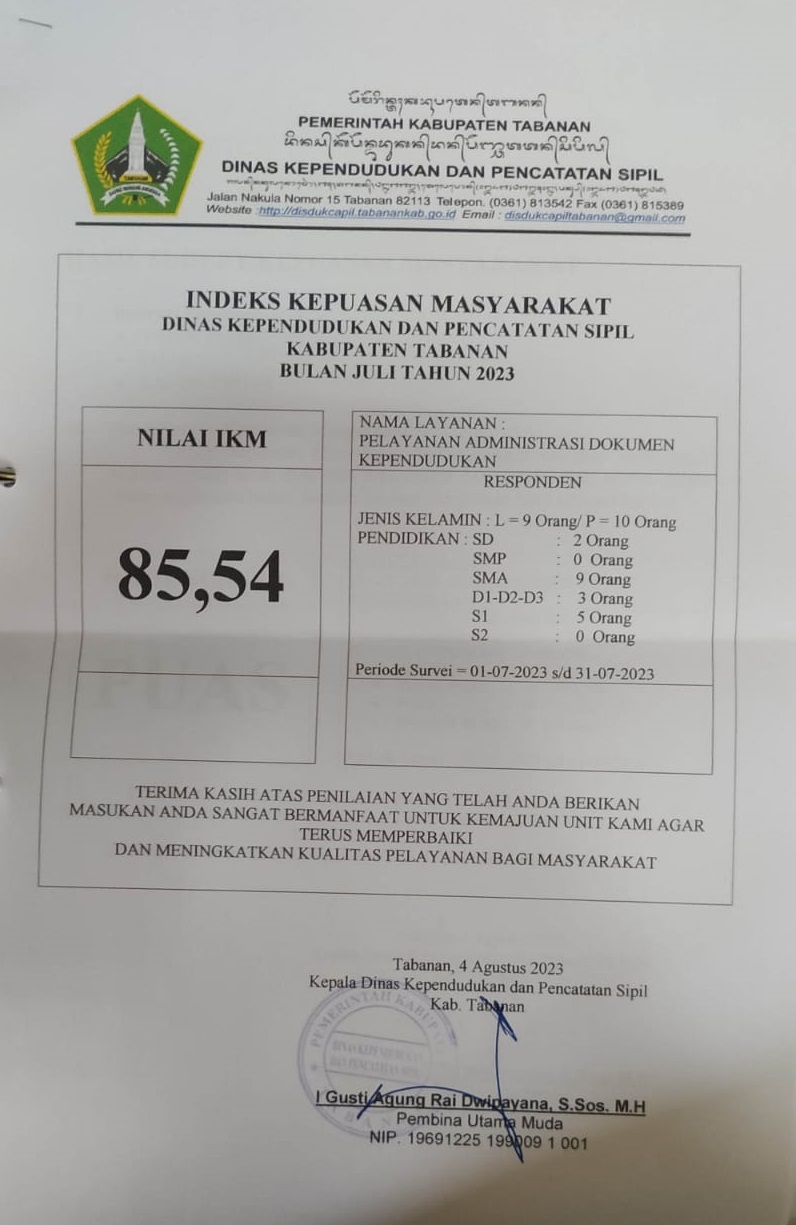 PEMERINTAH KABUPATEN TABANAN
DINAS KEPENDUDUKAN DAN PENCATATAN SIPIL
Jalan Nakula Nomor 15 Tabanan 82113 Telepon. (0361) 813542 Fax (0361) 815389
Website :http://disdukcapil.tabanankab.go.id Email : disdukcapiltabanan@gmail.com
INDEKS KEPUASAN MASYARAKAT
DINAS KEPENDUDUKAN DAN PENCATATAN SIPIL
KABUPATEN TABANAN
BULAN JULI TAHUN 2023
NILAI IKM
85,54
NAMA LAYANAN :
PELAYANAN ADMINISTRASI DOKUMEN
KEPENDUDUKAN
RESPONDEN
JENIS KELAMIN : L = 9 Orang/ P = 10 Orang
PENDIDIKAN : SD : 2 Orang
SMP : 0 Orang
SMA : 9 Orang
D1-D2-D3 : 3 Orang
S1 : 5 Orang
S2 : 0 Orang
Periode Survei = 01-07-2023 s/d 31-07-2023
TERIMA KASIH ATAS PENILAIAN YANG TELAH ANDA BERIKAN
MASUKAN ANDA SANGAT BERMANFAAT UNTUK KEMAJUAN UNIT KAMI AGAR
TERUS MEMPERBAIKI
DAN MENINGKATKAN KUALITAS PELAYANAN BAGI MASYARAKAT
Tabanan, 4 Agustus 2023
Kepala Dinas Kependudukan dan Pencatatan Sipil
Kab. Tabanan
I Gusti Agung Rai Dwipayana, S.Sos. M.H
Pembina Utama Muda
NIP. 19691225 199009 1 001